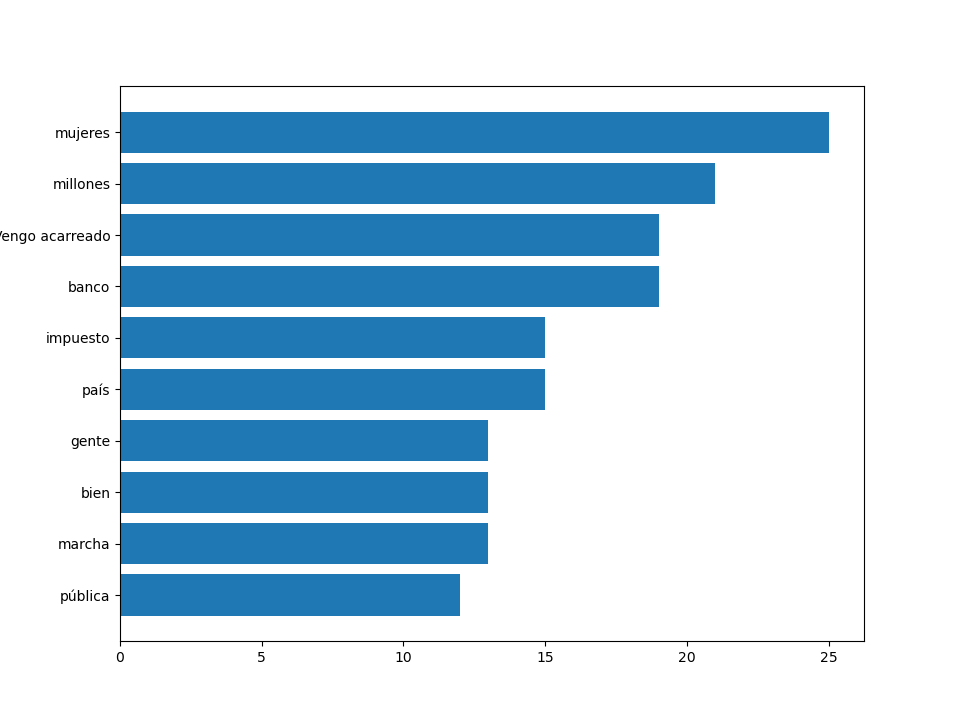 mujeres
millones
Vengo acarreado
banco
impuesto
país
gente
bien
marcha
pública
0 5 10 15 20 25